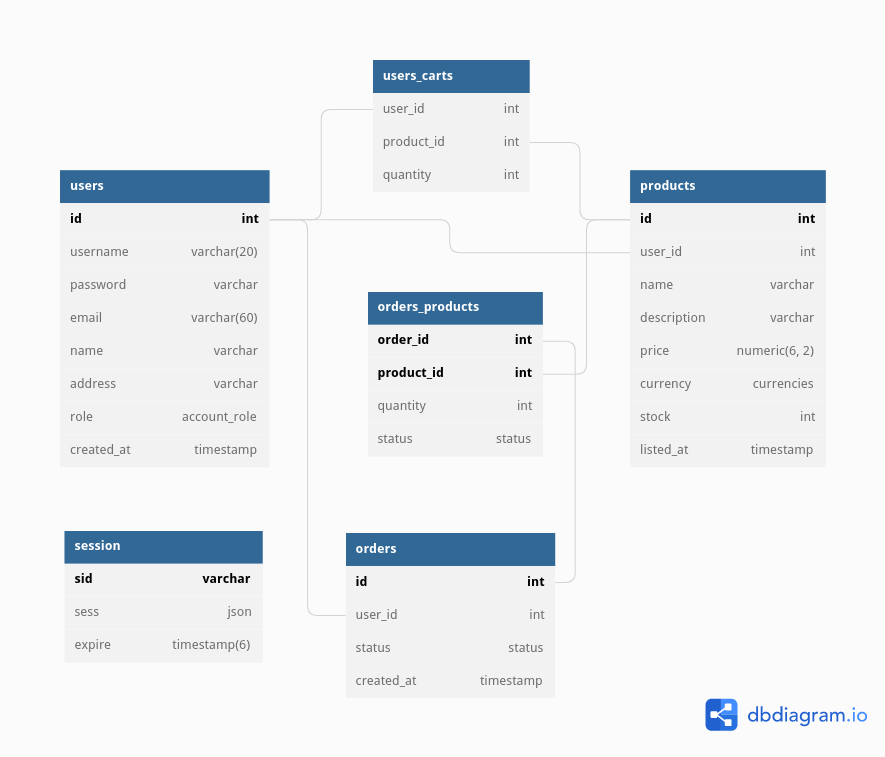 users_carts
user_id int
product_id int
quantity int
users
id int
username varchar(20)
password varchar
email varchar(60)
name varchar
address varchar
role account_role
created_at timestamp
products
id int
user_id int
name varchar
description varchar
price numeric(6, 2)
currency currencies
stock int
listed_at timestamp
orders_products
order_id int
product_id int
quantity int
status status
session
sid varchar
sess json
expire timestamp(6)
orders
id int
user_id int
status status
created_at timestamp
dbdiagram.io